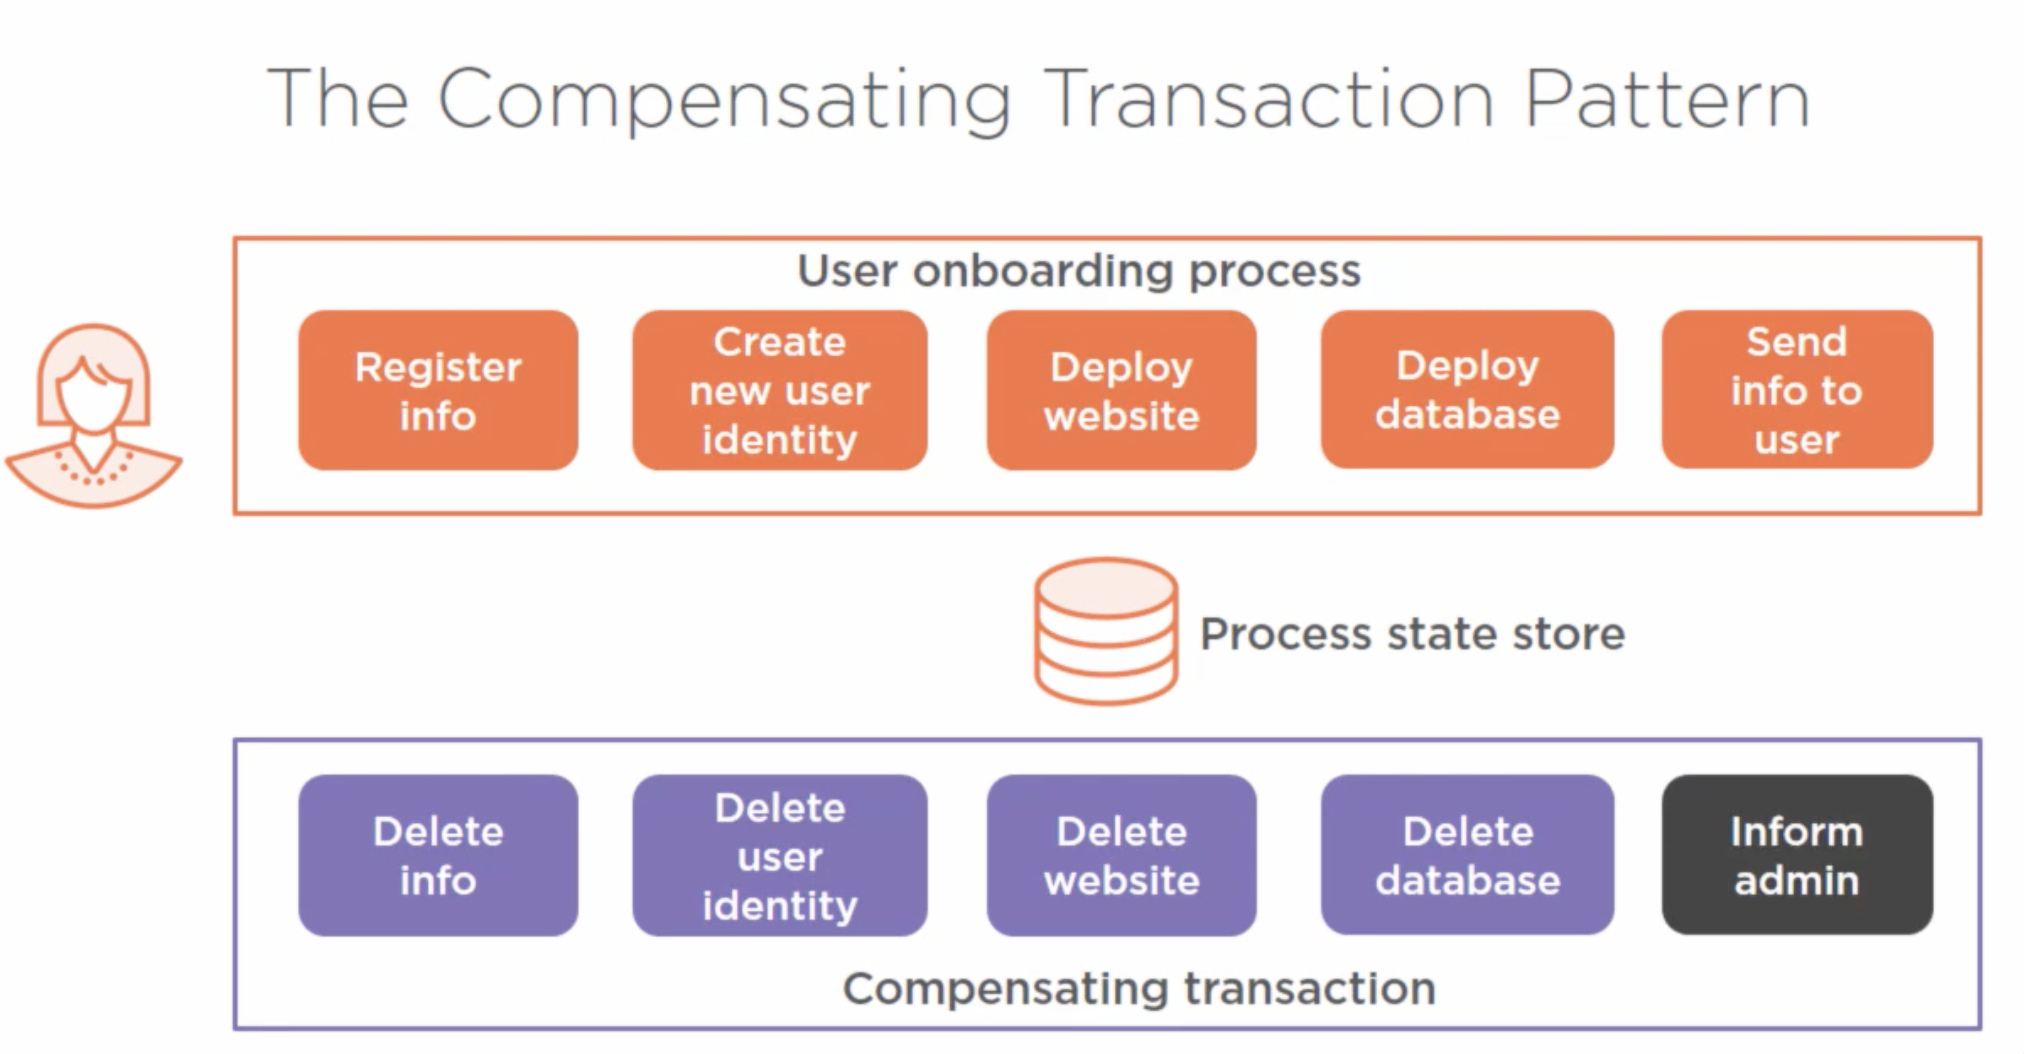 The Compensating Transaction Pattern
User onboarding process
Register
info
Create
new user
identity
Deploy
website
Deploy
database
Send
info to
user
Process state store
Delete
info
Delete
user
identity
Delete
website
Delete
database
Inform
admin
Compensating transaction